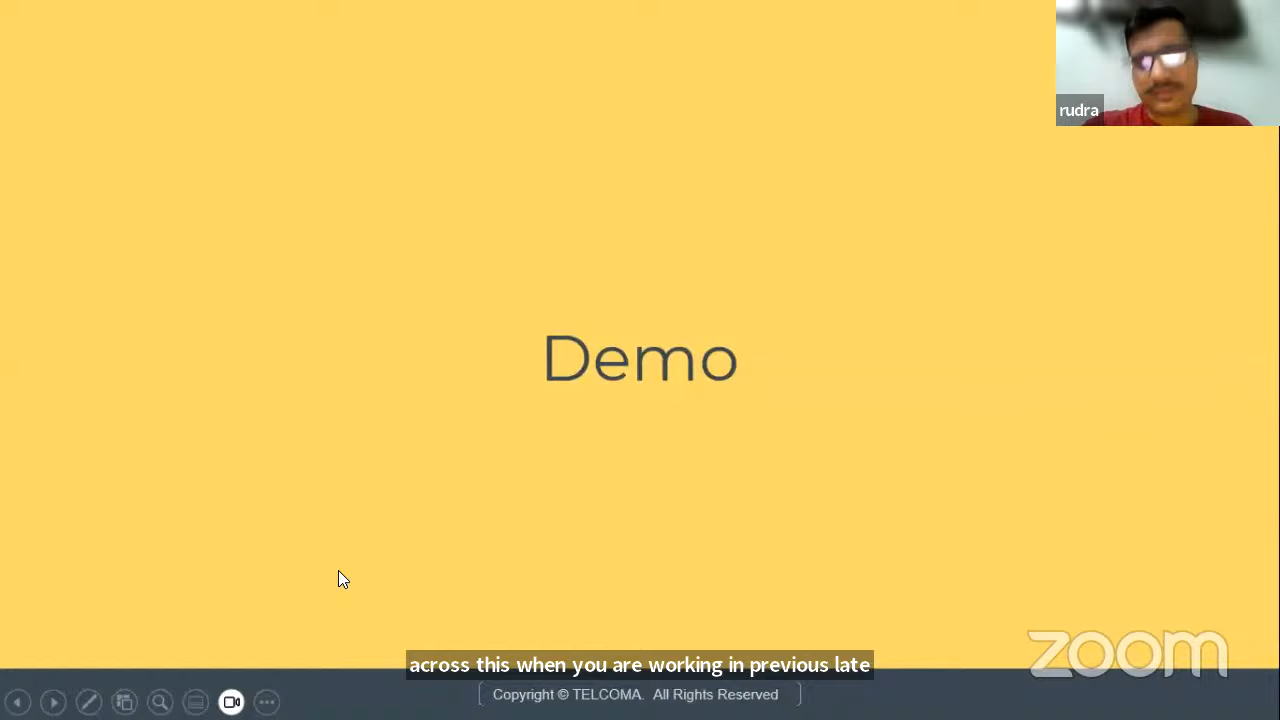 rudra
Demo
zoom
across this when you are working in previous late
Copyright © TELCOMA. All Rights Reserved